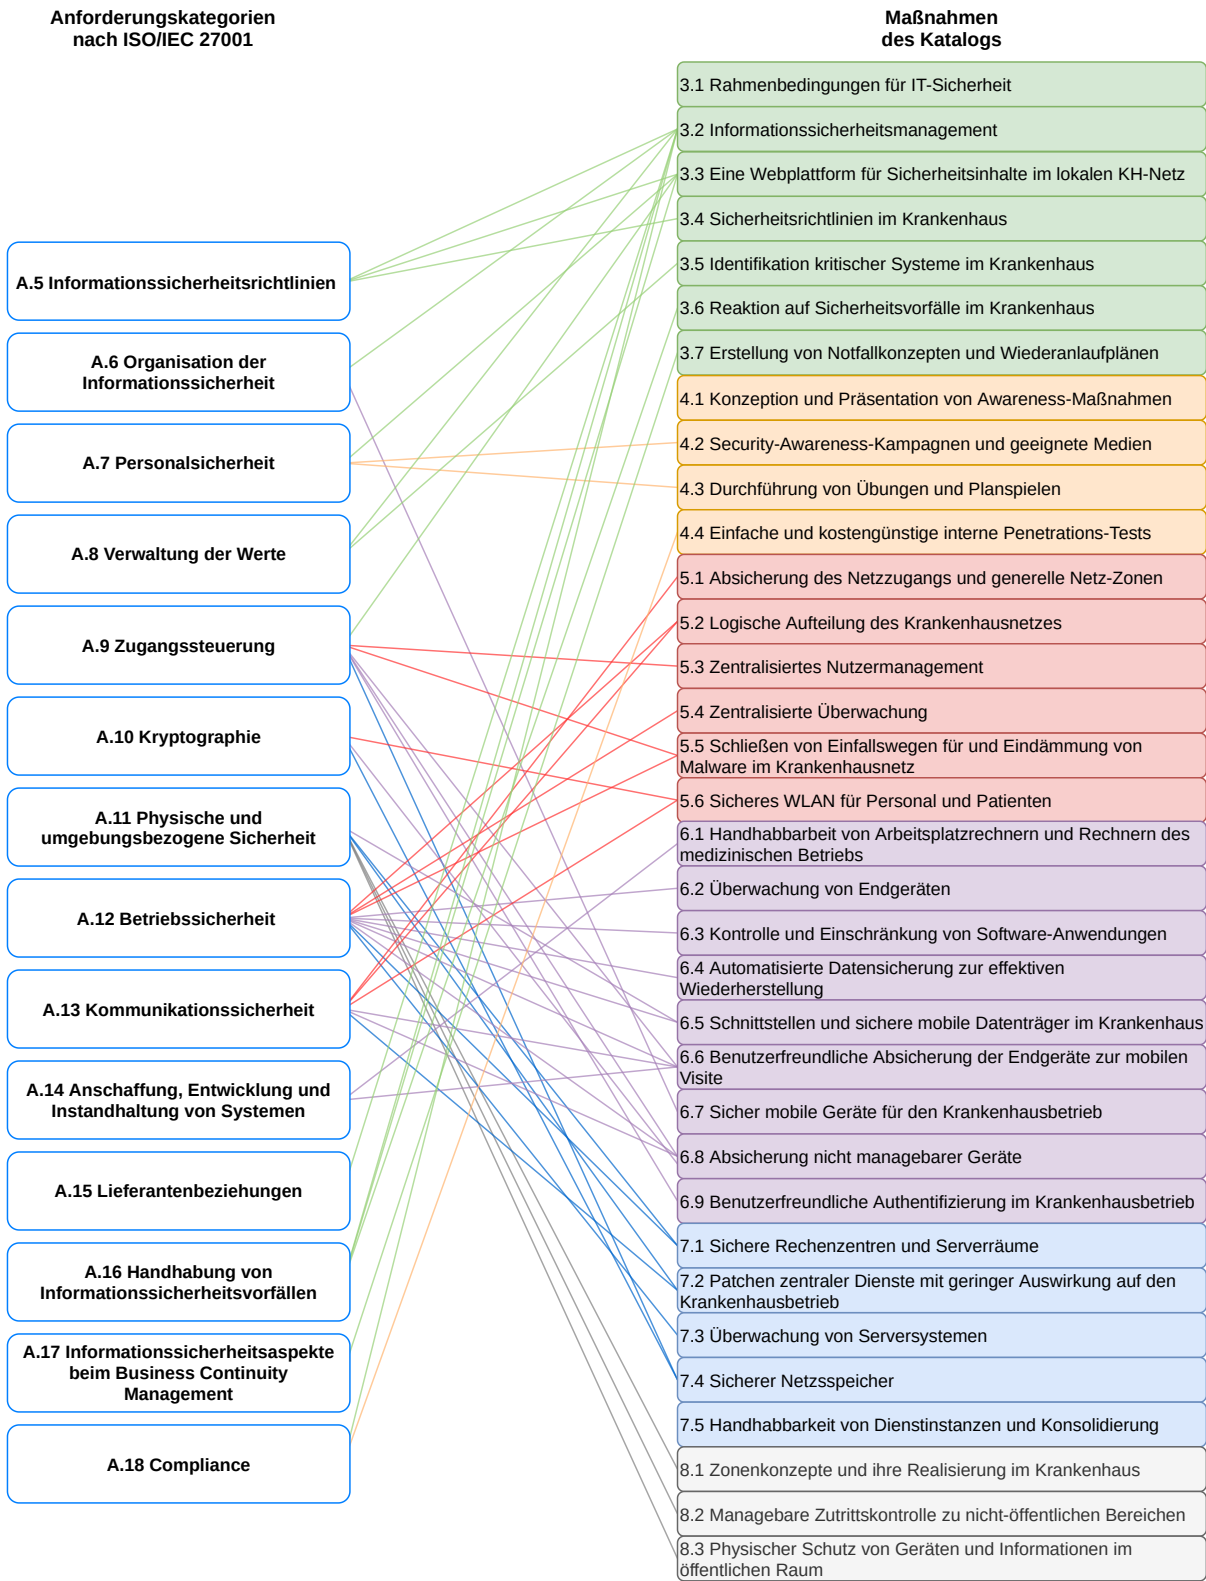 Anforderungskategorien
nach ISO/IEC 27001
A.5 Informationssicherheitsrichtlinien
A.6 Organisation der
Informationssicherheit
A.7 Personalsicherheit
A.8 Verwaltung der Werte
A.9 Zugangssteuerung
A.10 Kryptographie
A.11 Physische und
umgebungsbezogene Sicherheit
A.12 Betriebssicherheit
A.13 Kommunikationssicherheit
A.14 Anschaffung, Entwicklung und
Instandhaltung von Systemen
A.15 Lieferantenbeziehungen
A.16 Handhabung von
Informationssicherheitsvorfällen
A.17 Informationssicherheitsaspekte
beim Business Continuity
Management
A.18 Compliance
Maßnahmen
des Katalogs
3.1 Rahmenbedingungen für IT-Sicherheit
3.2 Informationssicherheitsmanagement
3.3 Eine Webplattform für Sicherheitsinhalte im lokalen KH-Netz
3.4 Sicherheitsrichtlinien im Krankenhaus
3.5 Identifikation kritischer Systeme im Krankenhaus
3.6 Reaktion auf Sicherheitsvorfälle im Krankenhaus
3.7 Erstellung von Notfallkonzepten und Wiederanlaufplänen
4.1 Konzeption und Präsentation von Awareness-Maßnahmen
4.2 Security-Awareness-Kampagnen und geeignete Medien
4.3 Durchführung von Übungen und Planspielen
4.4 Einfache und kostengünstige interne Penetrations-Tests
5.1 Absicherung des Netzzugangs und generelle Netz-Zonen
5.2 Logische Aufteilung des Krankenhausnetzes
5.3 Zentralisiertes Nutzermanagement
5.4 Zentralisierte Überwachung
5.5 Schließen von Einfallswegen für und Eindämmung von
Malware im Krankenhausnetz
5.6 Sicheres WLAN für Personal und Patienten
6.1 Handhabbarbeit von Arbeitsplatzrechnern und Rechnern des
medizinischen Betriebs
6.2 Überwachung von Endgeräten
6.3 Kontrolle und Einschränkung von Software-Anwendungen
6.4 Automatisierte Datensicherung zur effektiven
Wiederherstellung
6.5 Schnittstellen und sichere mobile Datenträger im Krankenhaus
6.6 Benutzerfreundliche Absicherung der Endgeräte zur mobilen
Visite
6.7 Sicher mobile Geräte für den Krankenhausbetrieb
6.8 Absicherung nicht managebarer Geräte
6.9 Benutzerfreundliche Authentifizierung im Krankenhausbetrieb
7.1 Sichere Rechenzentren und Serverräume
7.2 Patchen zentraler Dienste mit geringer Auswirkung auf den
Krankenhausbetrieb
7.3 Überwachung von Serversystemen
7.4 Sicherer Netzsspeicher
7.5 Handhabbarkeit von Dienstinstanzen und Konsolidierung
8.1 Zonenkonzepte und ihre Realisierung im Krankenhaus
8.2 Managebare Zutrittskontrolle zu nicht-öffentlichen Bereichen
8.3 Physischer Schutz von Geräten und Informationen im
öffentlichen Raum